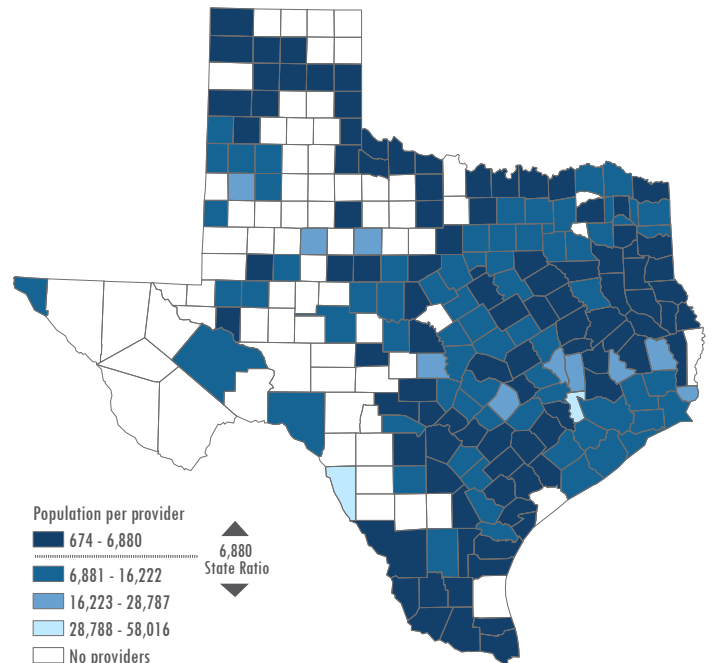 Population per provider
674 - 6,880
6,880
State Ratio
6,881 - 16,222
16,223 - 28,787
28,788 - 58,016
No providers